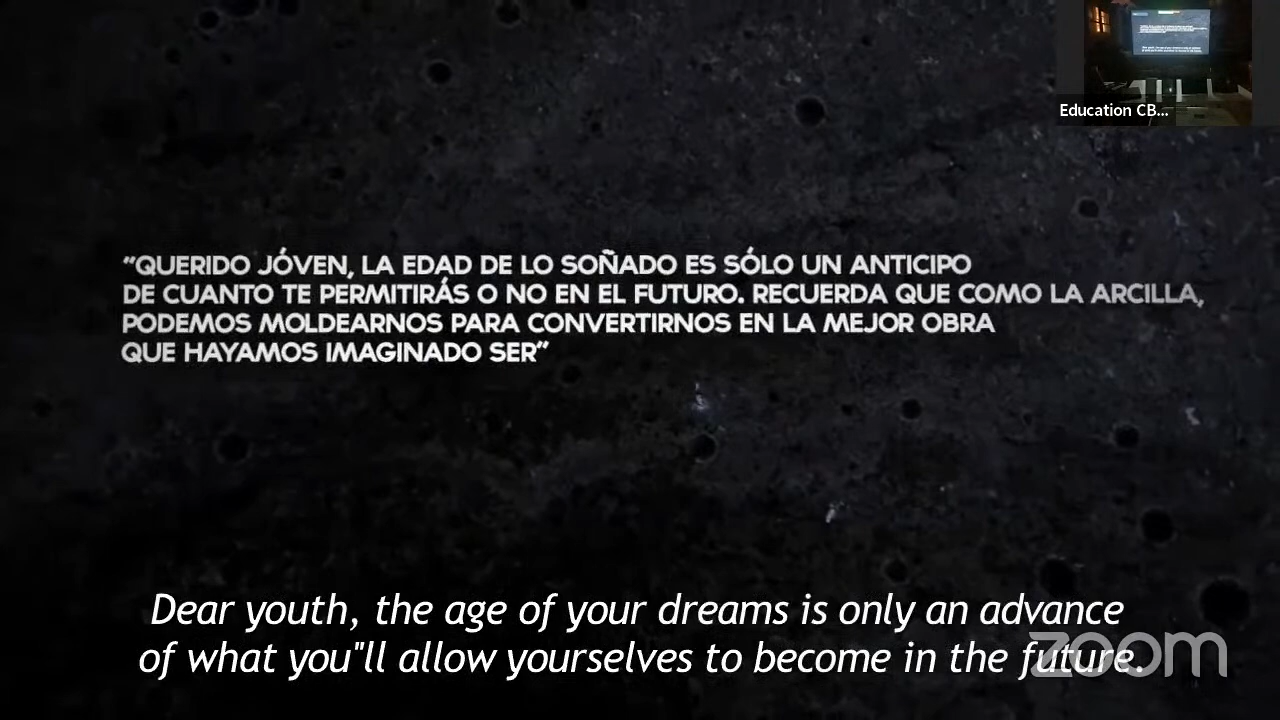 Education CB...
“QUERIDO JÓVEN, LA EDAD DE LO SOÑADO ES SÓLO UN ANTICIPO
DE CUANTO TE PERMITIRÁS O NO EN EL FUTURO. RECUERDA QUE COMO LA ARCILLA,
PODEMOS MOLDEARNOS PARA CONVERTIRNOS EN LA MEJOR OBRA
QUE HAYAMOS IMAGINADO SER”
Dear youth, the age of your dreams is only an advance
of what you"ll allow yourselves to become in the future.
zoom